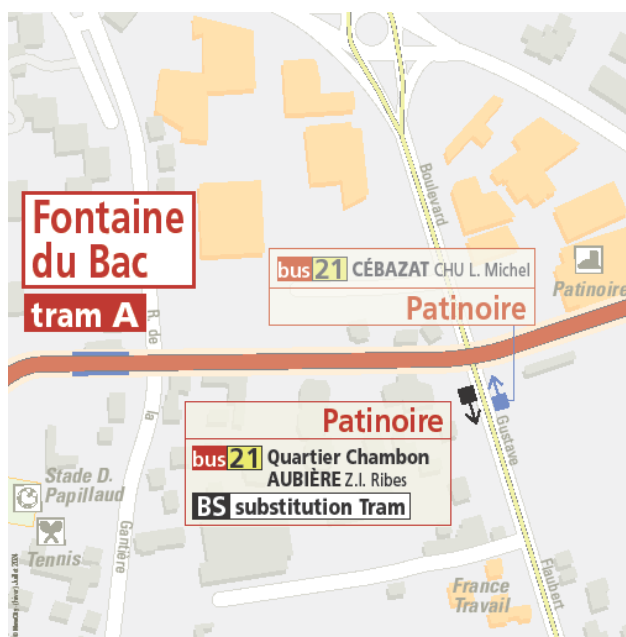 Fontaine
du Bac
tram A
R. de
la
Gantière
Boulevard
Gustave
Flaubert
bus 21 CÉBAZAT CHU L. Michel
Patinoire
Patinoire
Patinoire
bus 21 Quartier Chambon
AUBIÈRE Z.I. Ribes
BS substitution Tram
Stade D.
Papillaud
Tennis
France
Travail